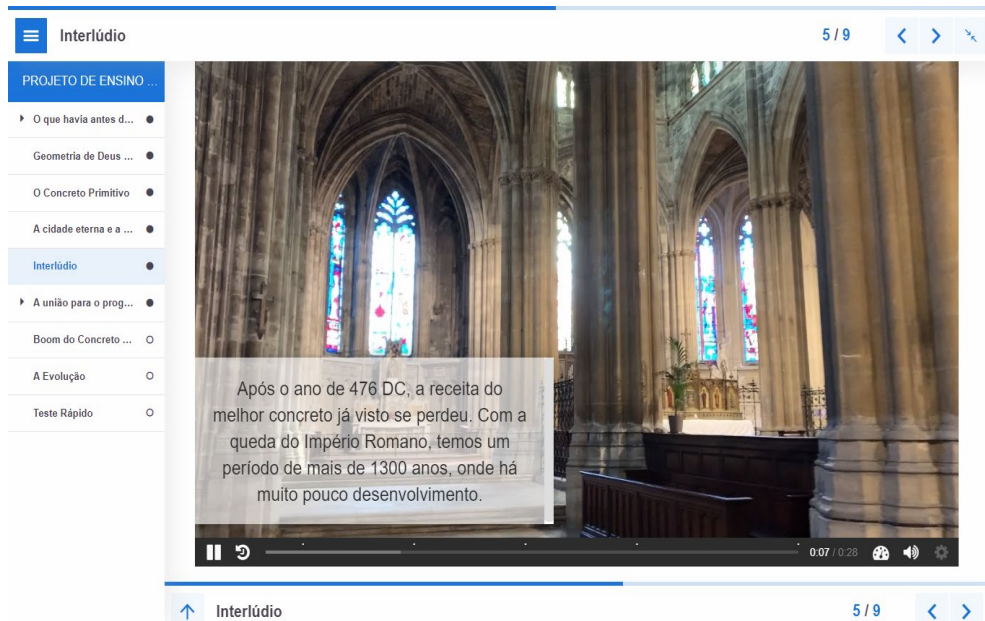 Interlúdio
5 / 9
PROJETO DE ENSINO ...
O que havia antes d...
Geometria de Deus ...
O Concreto Primitivo
A cidade eterna e a ...
Interlúdio
A união para o prog...
Boom do Concreto ...
A Evolução
Teste Rápido
Após o ano de 476 DC, a receita do
melhor concreto já visto se perdeu. Com a
queda do Império Romano, temos um
período de mais de 1300 anos, onde há
muito pouco desenvolvimento.
0:07 / 0:28
Interlúdio
5 / 9